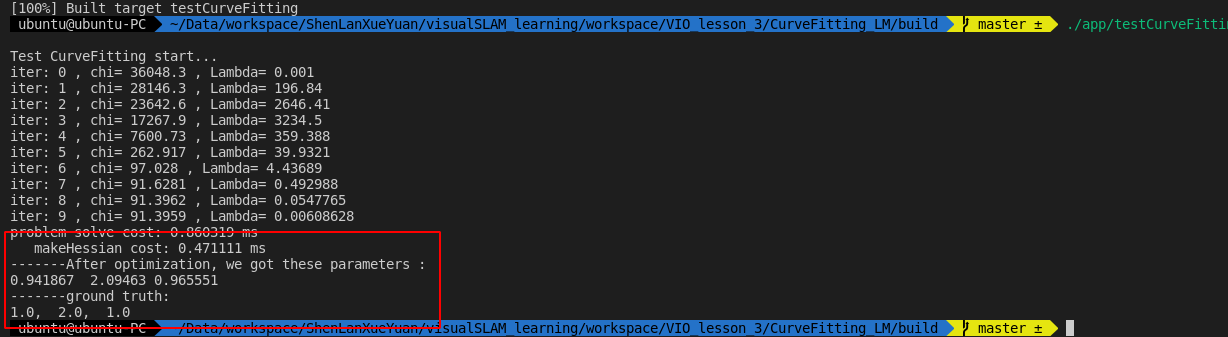 [100%] Built target testCurveFitting
ubuntu@ubuntu-PC ~/Data/workspace/ShenLanXueYuan/visualSLAM_learning/workspace/VIO_lesson_3/CurveFitting_LM/build master ± ./app/testCurveFittin
Test CurveFitting start...
iter: 0 , chi= 36048.3 , Lambda= 0.001
iter: 1 , chi= 28146.3 , Lambda= 196.84
iter: 2 , chi= 23642.6 , Lambda= 2646.41
iter: 3 , chi= 17267.9 , Lambda= 3234.5
iter: 4 , chi= 7600.73 , Lambda= 359.388
iter: 5 , chi= 262.917 , Lambda= 39.9321
iter: 6 , chi= 97.028 , Lambda= 4.43689
iter: 7 , chi= 91.6281 , Lambda= 0.492988
iter: 8 , chi= 91.3962 , Lambda= 0.0547765
iter: 9 , chi= 91.3959 , Lambda= 0.00608628
problem solve cost: 0.860319 ms
makeHessian cost: 0.471111 ms
-------After optimization, we got these parameters :
0.941867 2.09463 0.965551
-------ground truth:
1.0, 2.0, 1.0
ubuntu@ubuntu-PC ~/Data/workspace/ShenLanXueYuan/visualSLAM_learning/workspace/VIO_lesson_3/CurveFitting_LM/build master ±